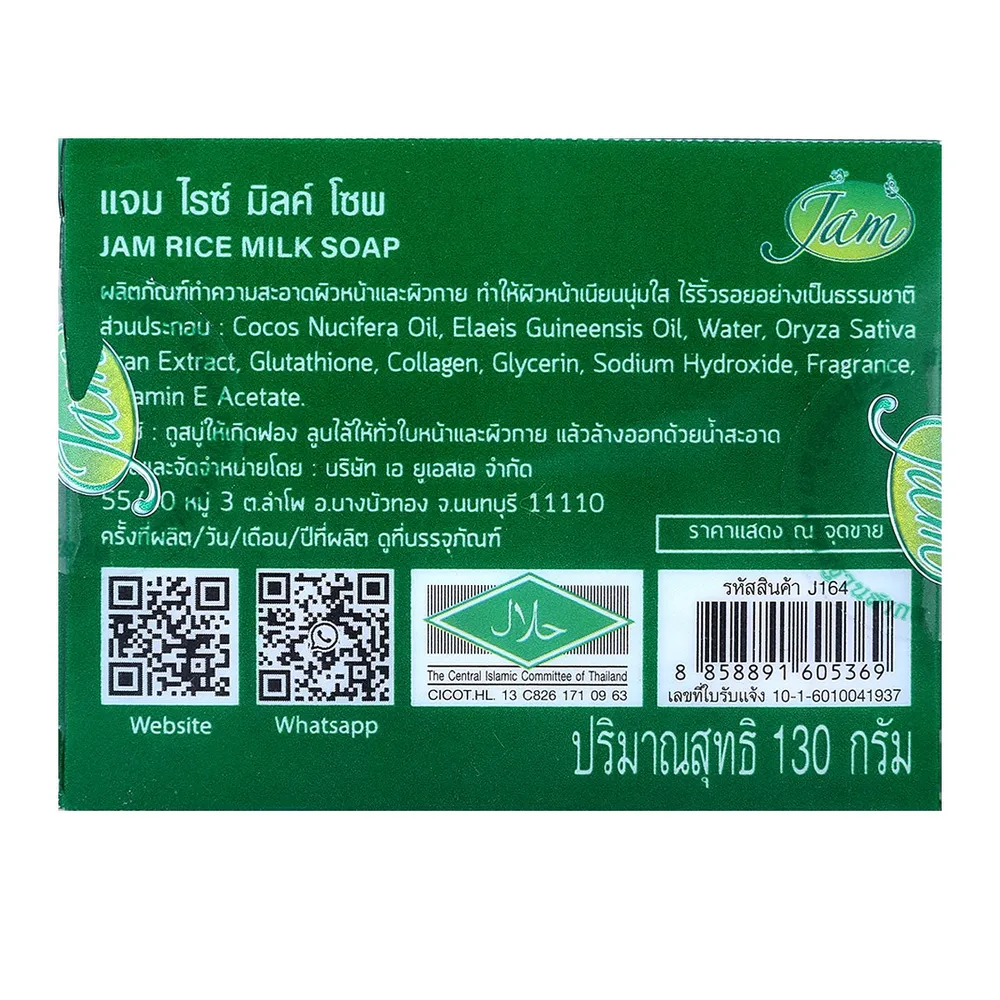 แจม ไรซ์ มิลค์ โซพ
JAM RICE MILK SOAP
Jam
ผลิตภัณฑ์ทำความสะอาดผิวหน้าและผิวกาย ทำให้ผิวหน้าเนียนนุ่มใส ไร้ริ้วรอยอย่างเป็นธรรมชาติ
ส่วนประกอบ : Cocos Nucifera Oil, Elaeis Guineensis Oil, Water, Oryza Sativa
Extract, Glutathione, Collagen, Glycerin, Sodium Hydroxide, Fragrance,
E Acetate.
: ถูสบู่ให้เกิดฟอง ลูบไล้ให้ทั่วใบหน้าและผิวกาย แล้วล้างออกด้วยน้ำสะอาด
และจัดจำหน่ายโดย : บริษัท เอ ยูเอสเอ จำกัด
หมู่ 3 ต.ลำโพ อ.บางบัวทอง จ.นนทบุรี 11110
ครั้งที่ผลิต/วัน/เดือน/ปีที่ผลิต ดูที่บรรจุภัณฑ์
ราคาแสดง ณ จุดขาย
Jam
Jam
Website
Whatsapp
حلال
The Central Islamic Committee of Thailand
CICOT.HL. 13 C826 171 09 63
รหัสสินค้า J164
8 858891 605369
เลขที่ใบรับแจ้ง 10-1-6010041937
ปริมาณสุทธิ 130 กรัม